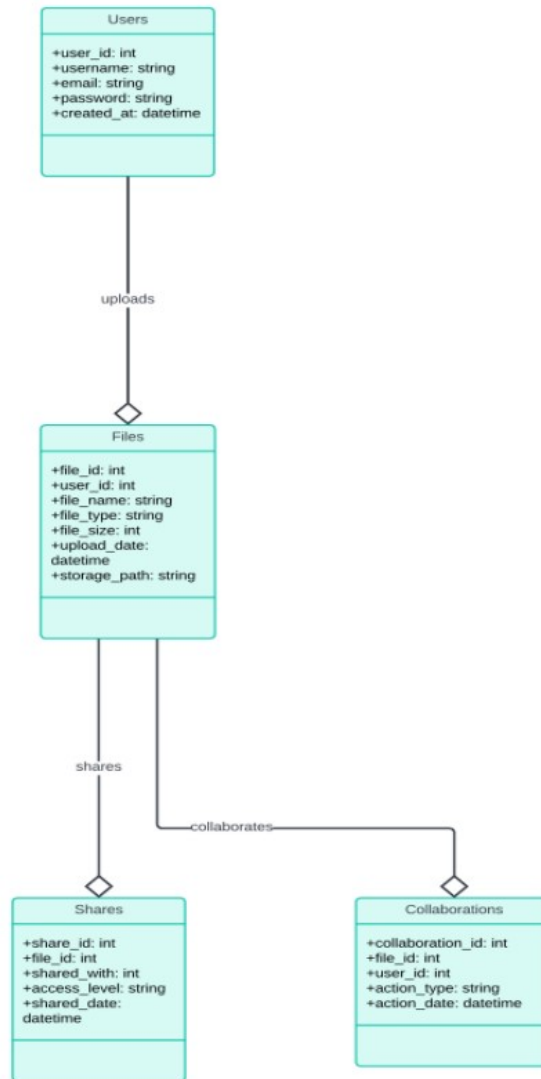 Users
+user_id: int
+username: string
+email: string
+password: string
+created_at: datetime
uploads
Files
+file_id: int
+user_id: int
+file_name: string
+file_type: string
+file_size: int
+upload_date:
datetime
+storage_path: string
shares
collaborates
Shares
+share_id: int
+file_id: int
+shared_with: int
+access_level: string
+shared_date:
datetime
Collaborations
+collaboration_id: int
+file_id: int
+user_id: int
+action_type: string
+action_date: datetime